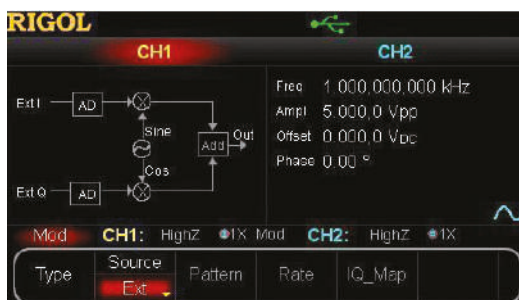 RIGOL
CH1 CH2
Ext I AD Sine Cos Add Out
Ext Q AD
Freq 1.000,000,000 kHz
Ampl 5.000,0 Vpp
Offset 0.000,0 VDC
Phase 0.00 °
Mod CH1: HighZ 1X Mod CH2: HighZ 1X
Type Source Ext Pattern Rate IQ_Map